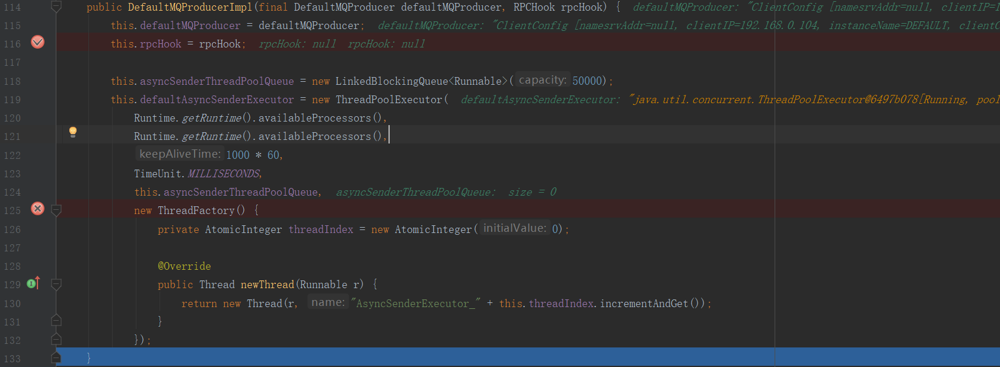 114 public DefaultMQProducerImpl(final DefaultMQProducer defaultMQProducer, RPCHook rpcHook) { defaultMQProducer: "ClientConfig [namesrvAddr=null, clientIP=1
115 this.defaultMQProducer = defaultMQProducer; defaultMQProducer: "ClientConfig [namesrvAddr=null, clientIP=192.168.0.104, instanceName=DEFAULT, clientC
116 this.rpcHook = rpcHook; rpcHook: null rpcHook: null
117
118 this.asyncSenderThreadPoolQueue = new LinkedBlockingQueue<Runnable>( capacity: 50000);
119 this.defaultAsyncSenderExecutor = new ThreadPoolExecutor( defaultAsyncSenderExecutor: "java.util.concurrent.ThreadPoolExecutor@6497b078[Running, pool
120 Runtime.getRuntime().availableProcessors(),
121 Runtime.getRuntime().availableProcessors(),
122 keepAliveTime: 1000 * 60,
123 TimeUnit.MILLISECONDS,
124 this.asyncSenderThreadPoolQueue, asyncSenderThreadPoolQueue: size = 0
125 new ThreadFactory() {
126 private AtomicInteger threadIndex = new AtomicInteger( initialValue: 0);
127
128 @Override
129 public Thread newThread(Runnable r) {
130 return new Thread(r, name: "AsyncSenderExecutor_" + this.threadIndex.incrementAndGet());
131 }
132 });
133 }